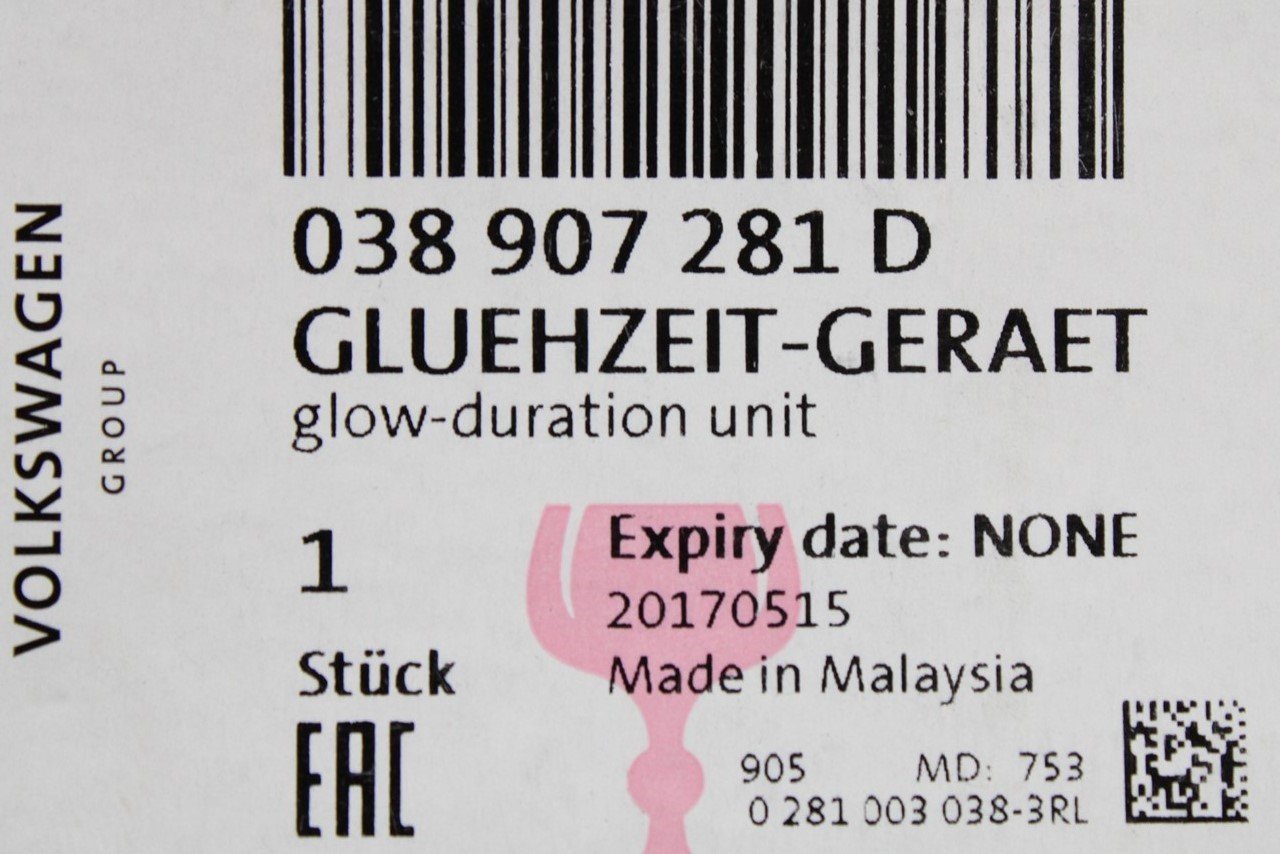 VOLKSWAGEN
GROUP
038 907 281 D
GLUEHZEIT-GERAET
glow-duration unit
1
Stück
EAC
Expiry date: NONE
20170515
Made in Malaysia
905 MD: 753
0 281 003 038-3RL